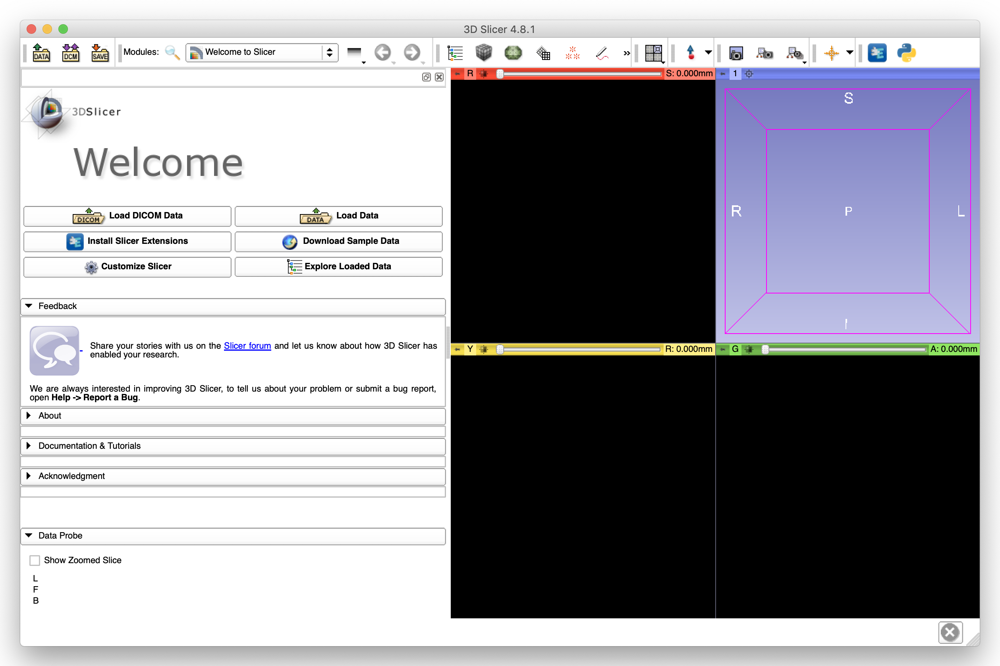 3D Slicer 4.8.1
DATA
DCM
SAVE
Modules:
Welcome to Slicer
3DSlicer
Welcome
DICOM
Load DICOM Data
DATA
Load Data
Install Slicer Extensions
Download Sample Data
Customize Slicer
Explore Loaded Data
Feedback
Share your stories with us on the Slicer forum and let us know about how 3D Slicer has
enabled your research.
We are always interested in improving 3D Slicer, to tell us about your problem or submit a bug report,
open Help -> Report a Bug.
About
Documentation & Tutorials
Acknowledgment
Data Probe
Show Zoomed Slice
L
F
B
R
S: 0.000mm
1
S
R
P
L
I
Y
R: 0.000mm
G
A: 0.000mm